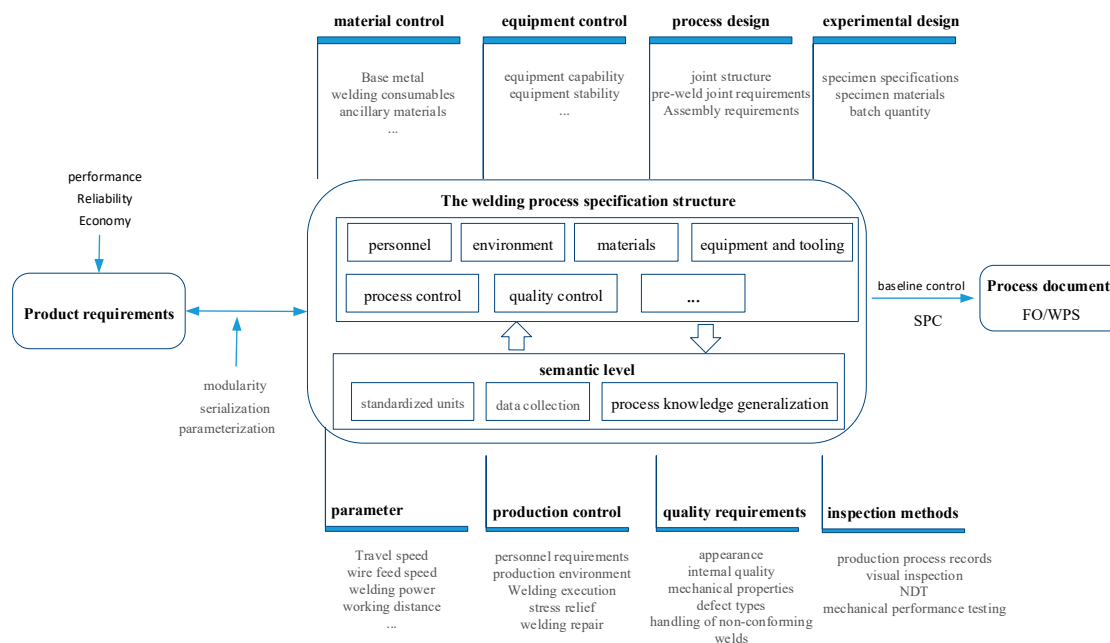 material control
equipment control
process design
experimental design
Base metal
welding consumables
ancillary materials
...
equipment capability
equipment stability
...
joint structure
pre-weld joint requirements
Assembly requirements
specimen specifications
specimen materials
batch quantity
performance
Reliability
Economy
Product requirements
modularity
serialization
parameterization
The welding process specification structure
personnel
environment
materials
equipment and tooling
process control
quality control
...
semantic level
standardized units
data collection
process knowledge generalization
baseline control
SPC
Process document
FO/WPS
parameter
production control
quality requirements
inspection methods
Travel speed
wire feed speed
welding power
working distance
...
personnel requirements
production environment
Welding execution
stress relief
welding repair
appearance
internal quality
mechanical properties
defect types
handling of non-conforming
welds
production process records
visual inspection
NDT
mechanical performance testing